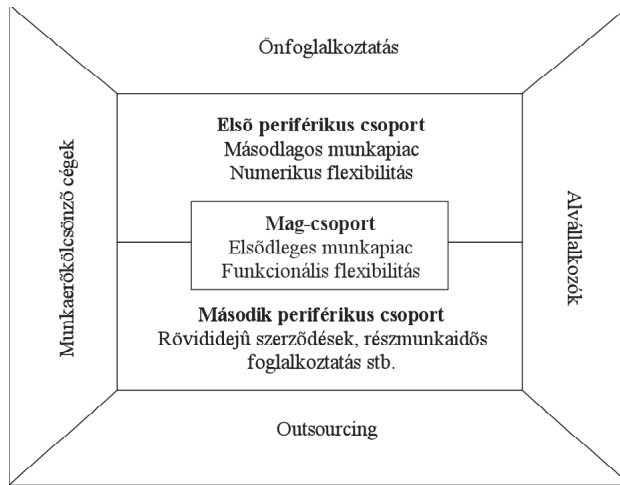 Önfoglalkoztatás
Munkaerõkölcsönzõ cégek
Elsõ periférikus csoport
Másodlagos munkapiac
Numerikus flexibilitás
Mag-csoport
Elsõdleges munkapiac
Funkcionális flexibilitás
Második periférikus csoport
Rövididejû szerzõdések, részmunkaidõs
foglalkoztatás stb.
Alvállalkozók
Outsourcing